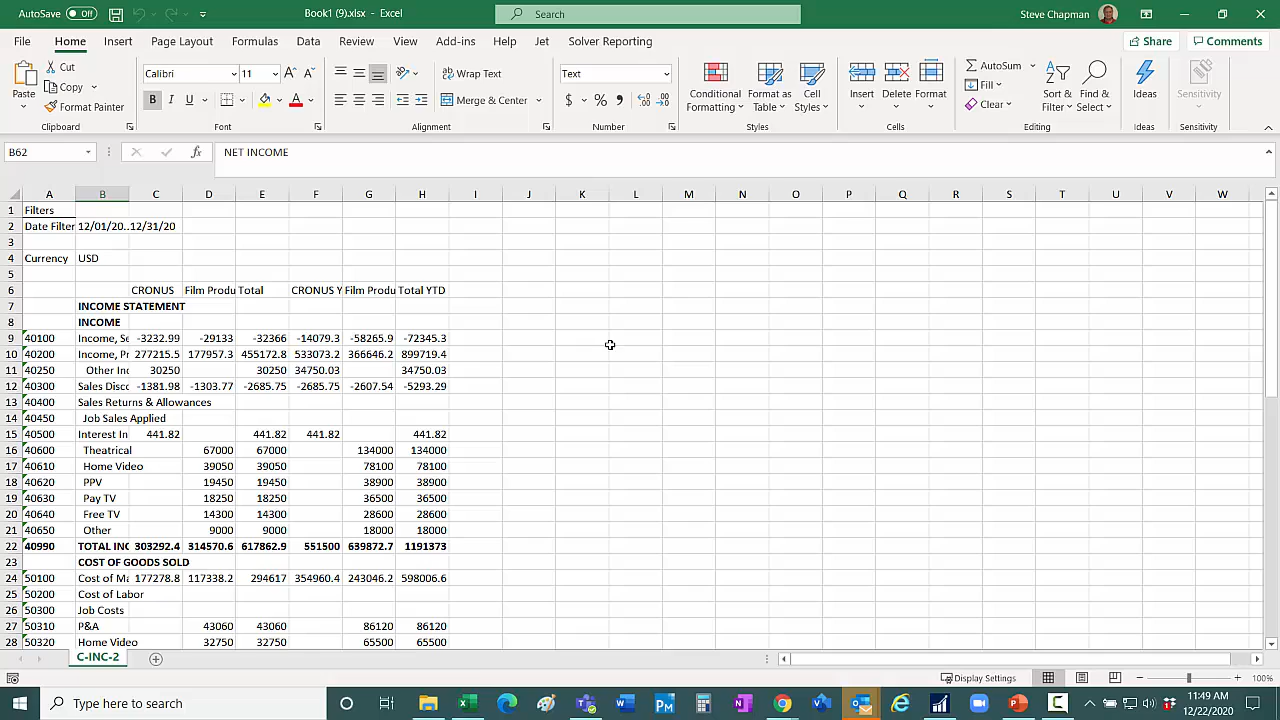 AutoSave Off Book1 (9).xlsx - Excel Search Steve Chapman
File Home Insert Page Layout Formulas Data Review View Add-ins Help Jet Solver Reporting Share Comments
Paste Cut Copy Format Painter Clipboard
Calibri 11 B I U Font
Wrap Text Merge & Center Alignment
Text $ % Number
Conditional Formatting Format as Table Cell Styles Styles
Insert Delete Format Cells
AutoSum Fill Clear Sort & Filter Find & Select Editing
Ideas Ideas
Sensitivity Sensitivity
B62 fx NET INCOME
A B C D E F G H I J K L M N O P Q R S T U V W
1 Filters
2 Date Filter 12/01/20..12/31/20
3
4 Currency USD
5
6 CRONUS Film Produ Total CRONUS Y Film Produ Total YTD
7 INCOME STATEMENT
8 INCOME
9 40100 Income, Se -3232.99 -29133 -32366 -14079.3 -58265.9 -72345.3
10 40200 Income, Pr 277215.5 177957.3 455172.8 533073.2 366646.2 899719.4
11 40250 Other Inc 30250 30250 34750.03 34750.03
12 40300 Sales Disco -1381.98 -1303.77 -2685.75 -2685.75 -2607.54 -5293.29
13 40400 Sales Returns & Allowances
14 40450 Job Sales Applied
15 40500 Interest In 441.82 441.82 441.82 441.82
16 40600 Theatrical 67000 67000 134000 134000
17 40610 Home Video 39050 39050 78100 78100
18 40620 PPV 19450 19450 38900 38900
19 40630 Pay TV 18250 18250 36500 36500
20 40640 Free TV 14300 14300 28600 28600
21 40650 Other 9000 9000 18000 18000
22 40990 TOTAL INC 303292.4 314570.6 617862.9 551500 639872.7 1191373
23 COST OF GOODS SOLD
24 50100 Cost of Ma 177278.8 117338.2 294617 354960.4 243046.2 598006.6
25 50200 Cost of Labor
26 50300 Job Costs
27 50310 P&A 43060 43060 86120 86120
28 50320 Home Video 32750 32750 65500 65500
C-INC-2
Display Settings 100%
Type here to search 11:49 AM
12/22/2020